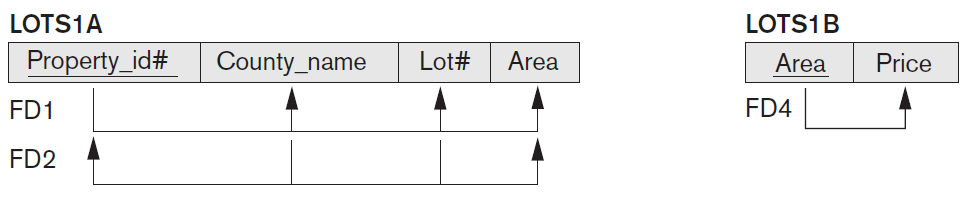 LOTS1A
Property_id# County_name Lot# Area
FD1
FD2
LOTS1B
Area Price
FD4